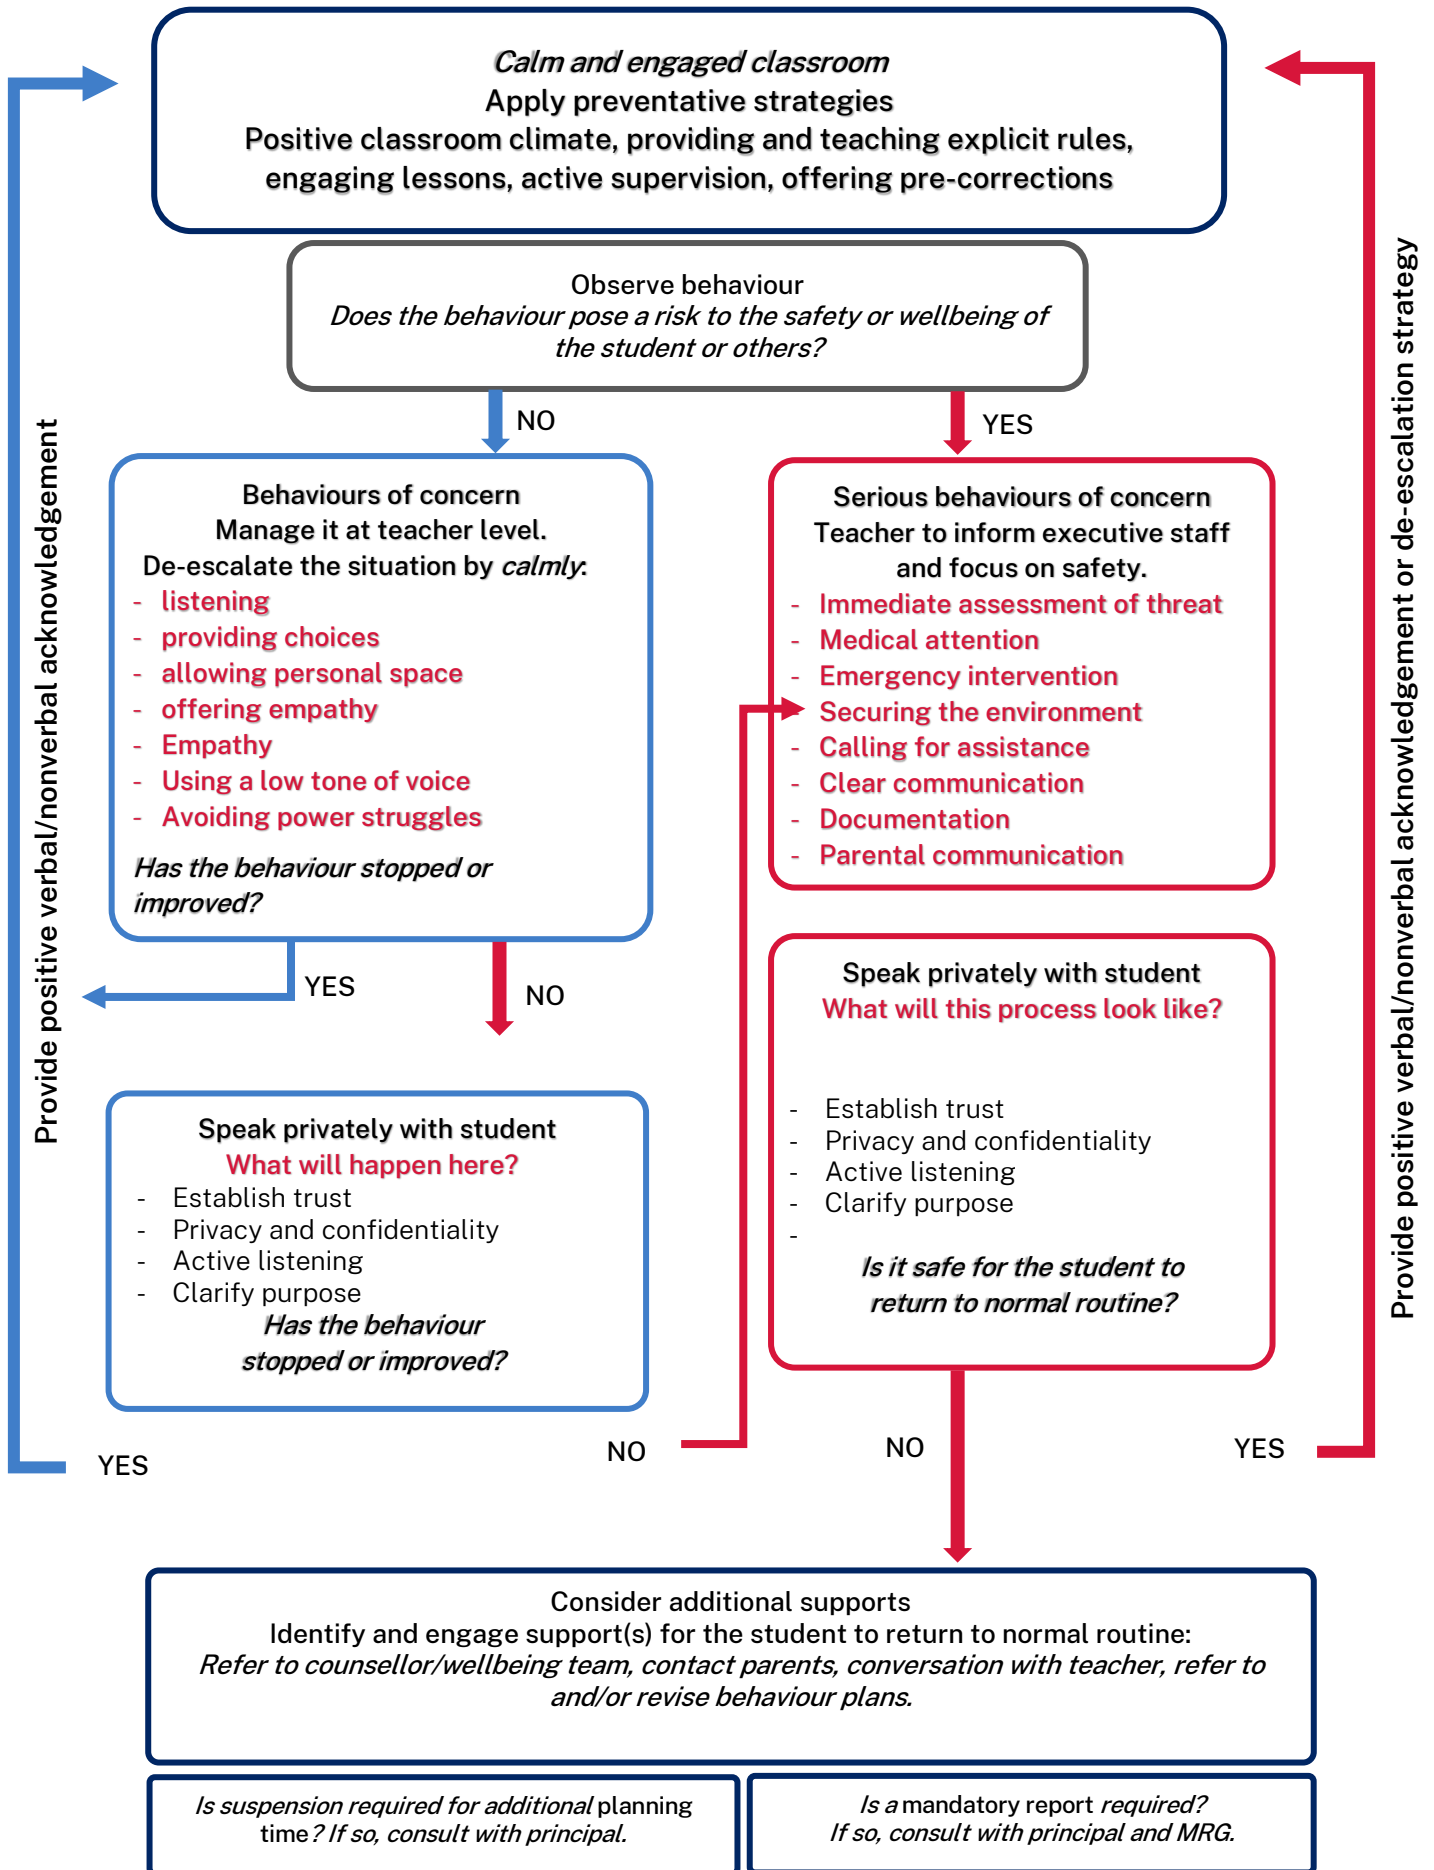 Calm and engaged classroom
Apply preventative strategies
Positive classroom climate, providing and teaching explicit rules,
engaging lessons, active supervision, offering pre-corrections
Observe behaviour
Does the behaviour pose a risk to the safety or wellbeing of
the student or others?
NO
YES
Behaviours of concern
Manage it at teacher level.
De-escalate the situation by calmly:
- listening
- providing choices
- allowing personal space
- offering empathy
- Empathy
- Using a low tone of voice
- Avoiding power struggles
Has the behaviour stopped or
improved?
YES
NO
Speak privately with student
What will happen here?
- Establish trust
- Privacy and confidentiality
- Active listening
- Clarify purpose
Has the behaviour
stopped or improved?
YES
NO
Provide positive verbal/nonverbal acknowledgement
Serious behaviours of concern
Teacher to inform executive staff
and focus on safety.
- Immediate assessment of threat
- Medical attention
- Emergency intervention
- Securing the environment
- Calling for assistance
- Clear communication
- Documentation
- Parental communication
Speak privately with student
What will this process look like?
- Establish trust
- Privacy and confidentiality
- Active listening
- Clarify purpose
-
Is it safe for the student to
return to normal routine?
NO
YES
Provide positive verbal/nonverbal acknowledgement or de-escalation strategy
Consider additional supports
Identify and engage support(s) for the student to return to normal routine:
Refer to counsellor/wellbeing team, contact parents, conversation with teacher, refer to
and/or revise behaviour plans.
Is suspension required for additional planning
time? If so, consult with principal.
Is a mandatory report required?
If so, consult with principal and MRG.